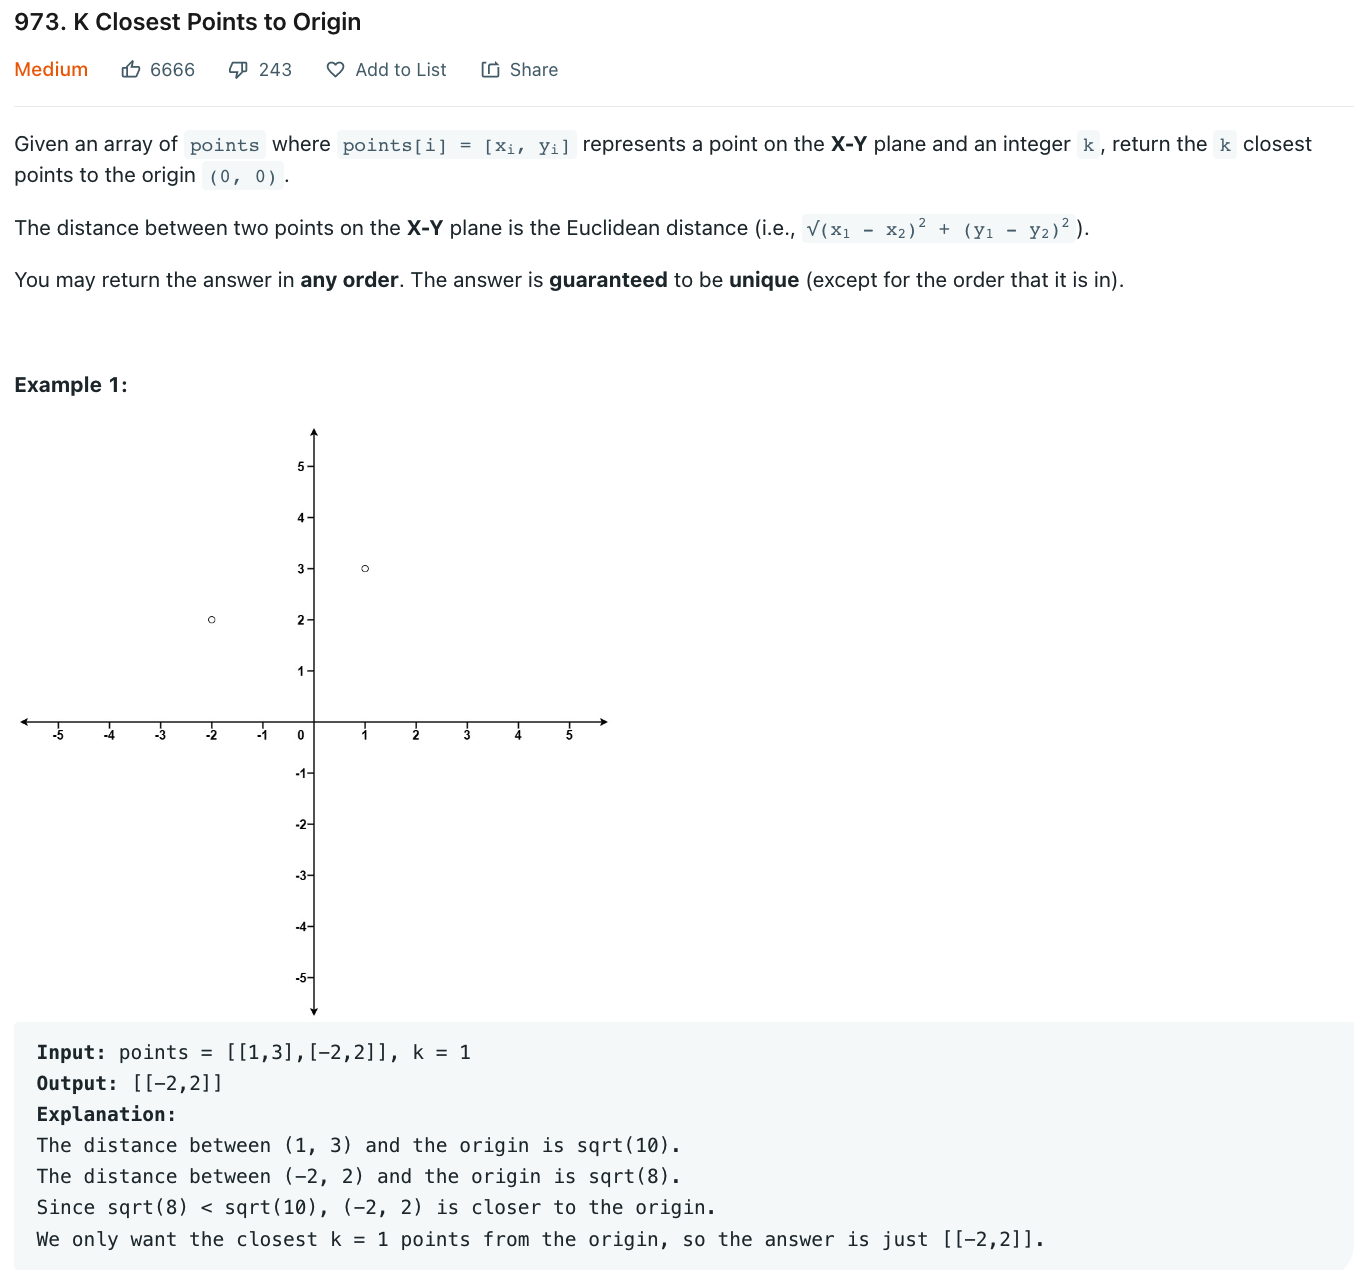 973. K Closest Points to Origin
Medium 6666 243 Add to List Share
Given an array of points where points[i] = [xᵢ, yᵢ] represents a point on the X-Y plane and an integer k, return the k closest
points to the origin (0, 0).
The distance between two points on the X-Y plane is the Euclidean distance (i.e., √(x₁ - x₂)² + (y₁ - y₂)²).
You may return the answer in any order. The answer is guaranteed to be unique (except for the order that it is in).
Example 1:
5
4
3
2
1
-5 -4 -3 -2 -1 0 1 2 3 4 5
-1
-2
-3
-4
-5
Input: points = [[1,3],[-2,2]], k = 1
Output: [[-2,2]]
Explanation:
The distance between (1, 3) and the origin is sqrt(10).
The distance between (-2, 2) and the origin is sqrt(8).
Since sqrt(8) < sqrt(10), (-2, 2) is closer to the origin.
We only want the closest k = 1 points from the origin, so the answer is just [[-2,2]].